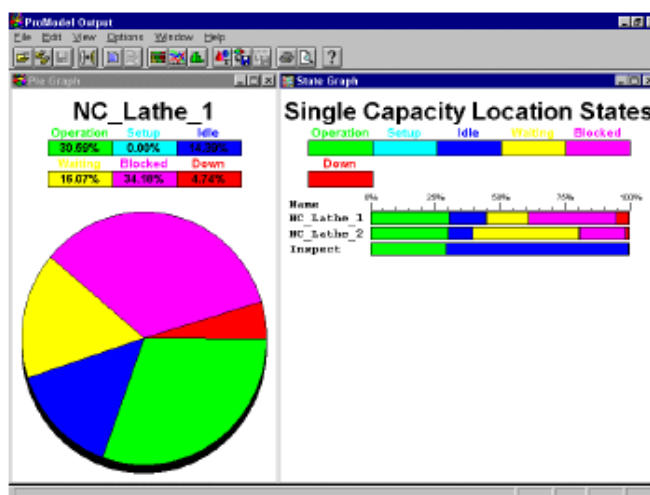 ProModel Output
File Edit View Options Window Help
Pie Graph
NC_Lathe_1
Operation Setup Idle
30.59% 0.00% 14.39%
Waiting Blocked Down
16.07% 34.18% 4.74%
State Graph
Single Capacity Location States
Operation Setup Idle Waiting Blocked
Down
Name
0% 25% 50% 75% 100%
NC_Lathe_1
NC_Lathe_2
Inspect